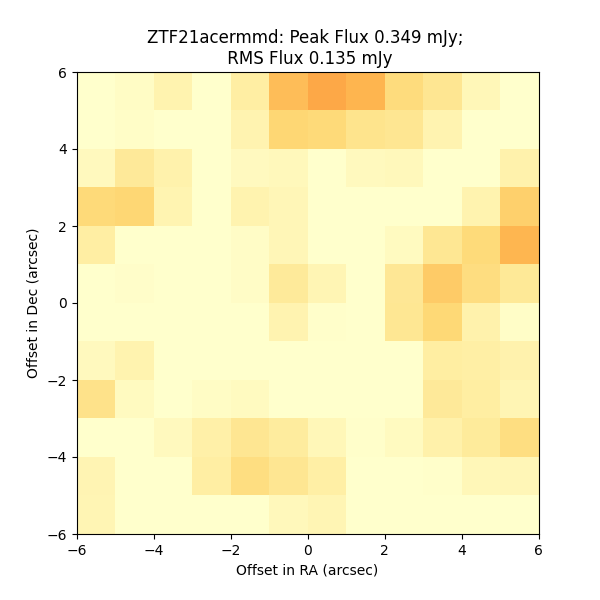 ZTF21acermmd: Peak Flux 0.349 mJy;
RMS Flux 0.135 mJy
6
4
2
0
−2
−4
−6
Offset in Dec (arcsec)
−6 −4 −2 0 2 4 6
Offset in RA (arcsec)